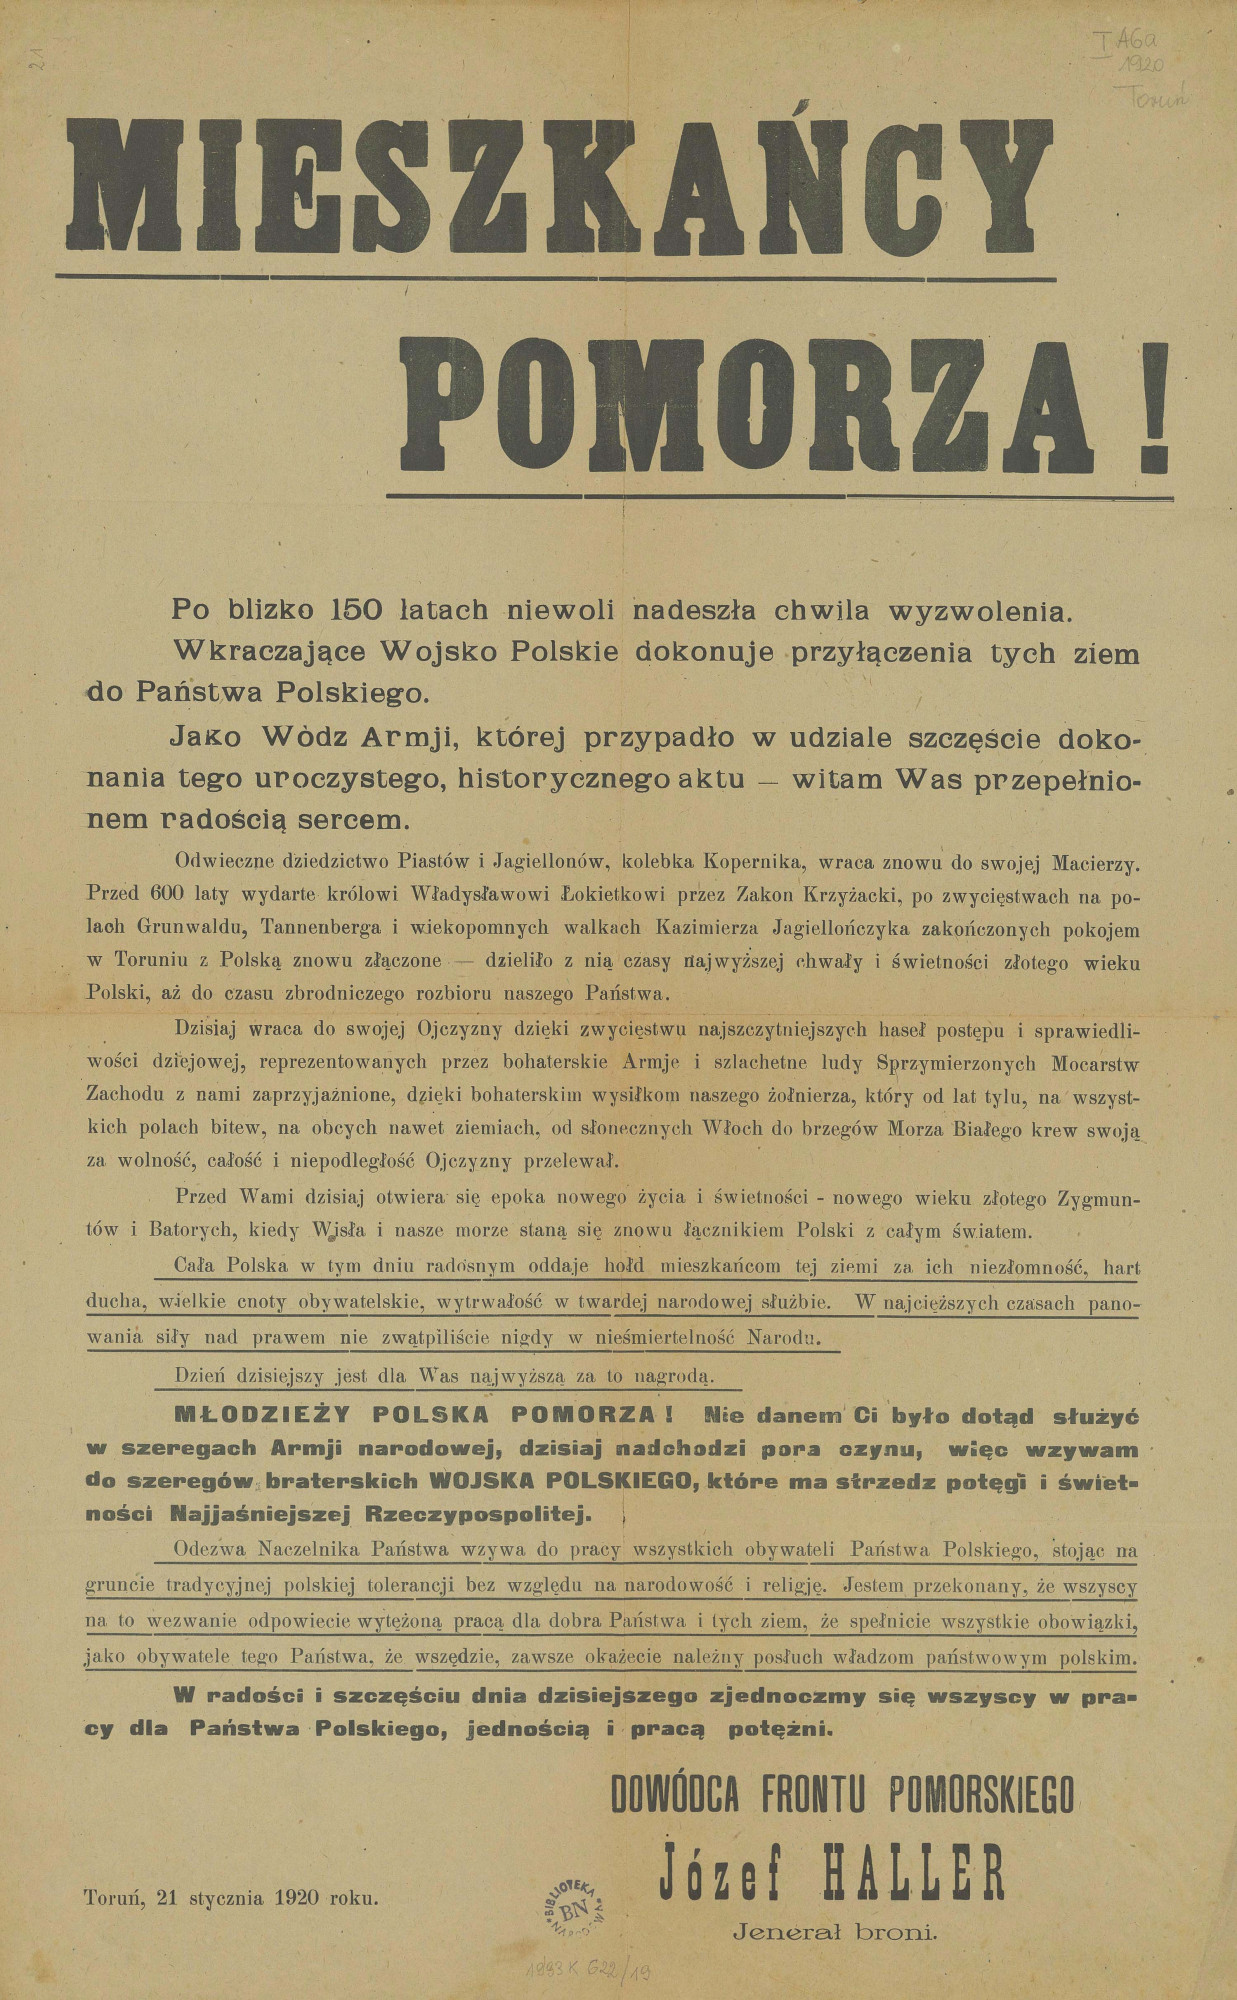 21
I A6a
1920
Toruń
MIESZKAŃCY
POMORZA!
Po blizko 150 latach niewoli nadeszła chwila wyzwolenia.
Wkraczające Wojsko Polskie dokonuje przyłączenia tych ziem
do Państwa Polskiego.
Jako Wòdz Armji, której przypadło w udziale szczęście doko-
nania tego uroczystego, historycznego aktu — witam Was przepełnio-
nem radością sercem.
Odwieczne dziedzictwo Piastów i Jagiellonów, kolebka Kopernika, wraca znowu do swojej Macierzy.
Przed 600 laty wydarte królowi Władysławowi Łokietkowi przez Zakon Krzyżacki, po zwycięstwach na po-
lach Grunwaldu, Tannenberga i wiekopomnych walkach Kazimierza Jagiellończyka zakończonych pokojem
w Toruniu z Polską znowu złączone — dzieliło z nią czasy najwyższej chwały i świetności złotego wieku
Polski, aż do czasu zbrodniczego rozbioru naszego Państwa.
Dzisiaj wraca do swojej Ojczyzny dzięki zwycięstwu najszczytniejszych haseł postępu i sprawiedli-
wości dziejowej, reprezentowanych przez bohaterskie Armje i szlachetne ludy Sprzymierzonych Mocarstw
Zachodu z nami zaprzyjaźnione, dzięki bohaterskim wysiłkom naszego żołnierza, który od lat tylu, na wszyst-
kich polach bitew, na obcych nawet ziemiach, od słonecznych Włoch do brzegów Morza Białego krew swoją
za wolność, całość i niepodległość Ojczyzny przelewał.
Przed Wami dzisiaj otwiera się epoka nowego życia i świetności - nowego wieku złotego Zygmun-
tów i Batorych, kiedy Wisła i nasze morze staną się znowu łącznikiem Polski z całym światem.
Cała Polska w tym dniu radosnym oddaje hołd mieszkańcom tej ziemi za ich niezłomność, hart
ducha, wielkie cnoty obywatelskie, wytrwałość w twardej narodowej służbie. W najcięższych czasach pano-
wania siły nad prawem nie zwątpiliście nigdy w nieśmiertelność Narodu.
Dzień dzisiejszy jest dla Was najwyższą za to nagrodą.
MŁODZIEŻY POLSKA POMORZA! Nie danem Ci było dotąd służyć
w szeregach Armji narodowej, dzisiaj nadchodzi pora czynu, więc wzywam
do szeregów braterskich WOJSKA POLSKIEGO, które ma strzedz potęgi i świet-
ności Najjaśniejszej Rzeczypospolitej.
Odezwa Naczelnika Państwa wzywa do pracy wszystkich obywateli Państwa Polskiego, stojąc na
gruncie tradycyjnej polskiej tolerancji bez względu na narodowość i religję. Jestem przekonany, że wszyscy
na to wezwanie odpowiecie wytężoną pracą dla dobra Państwa i tych ziem, że spełnicie wszystkie obowiązki,
jako obywatele tego Państwa, że wszędzie, zawsze okażecie należny posłuch władzom państwowym polskim.
W radości i szczęściu dnia dzisiejszego zjednoczmy się wszyscy w pra-
cy dla Państwa Polskiego, jednością i pracą potężni.
DOWÓDCA FRONTU POMORSKIEGO
Józef HALLER
Jenerał broni.
Toruń, 21 stycznia 1920 roku.
BIBLIOTEKA
BN
1993 K 622/19